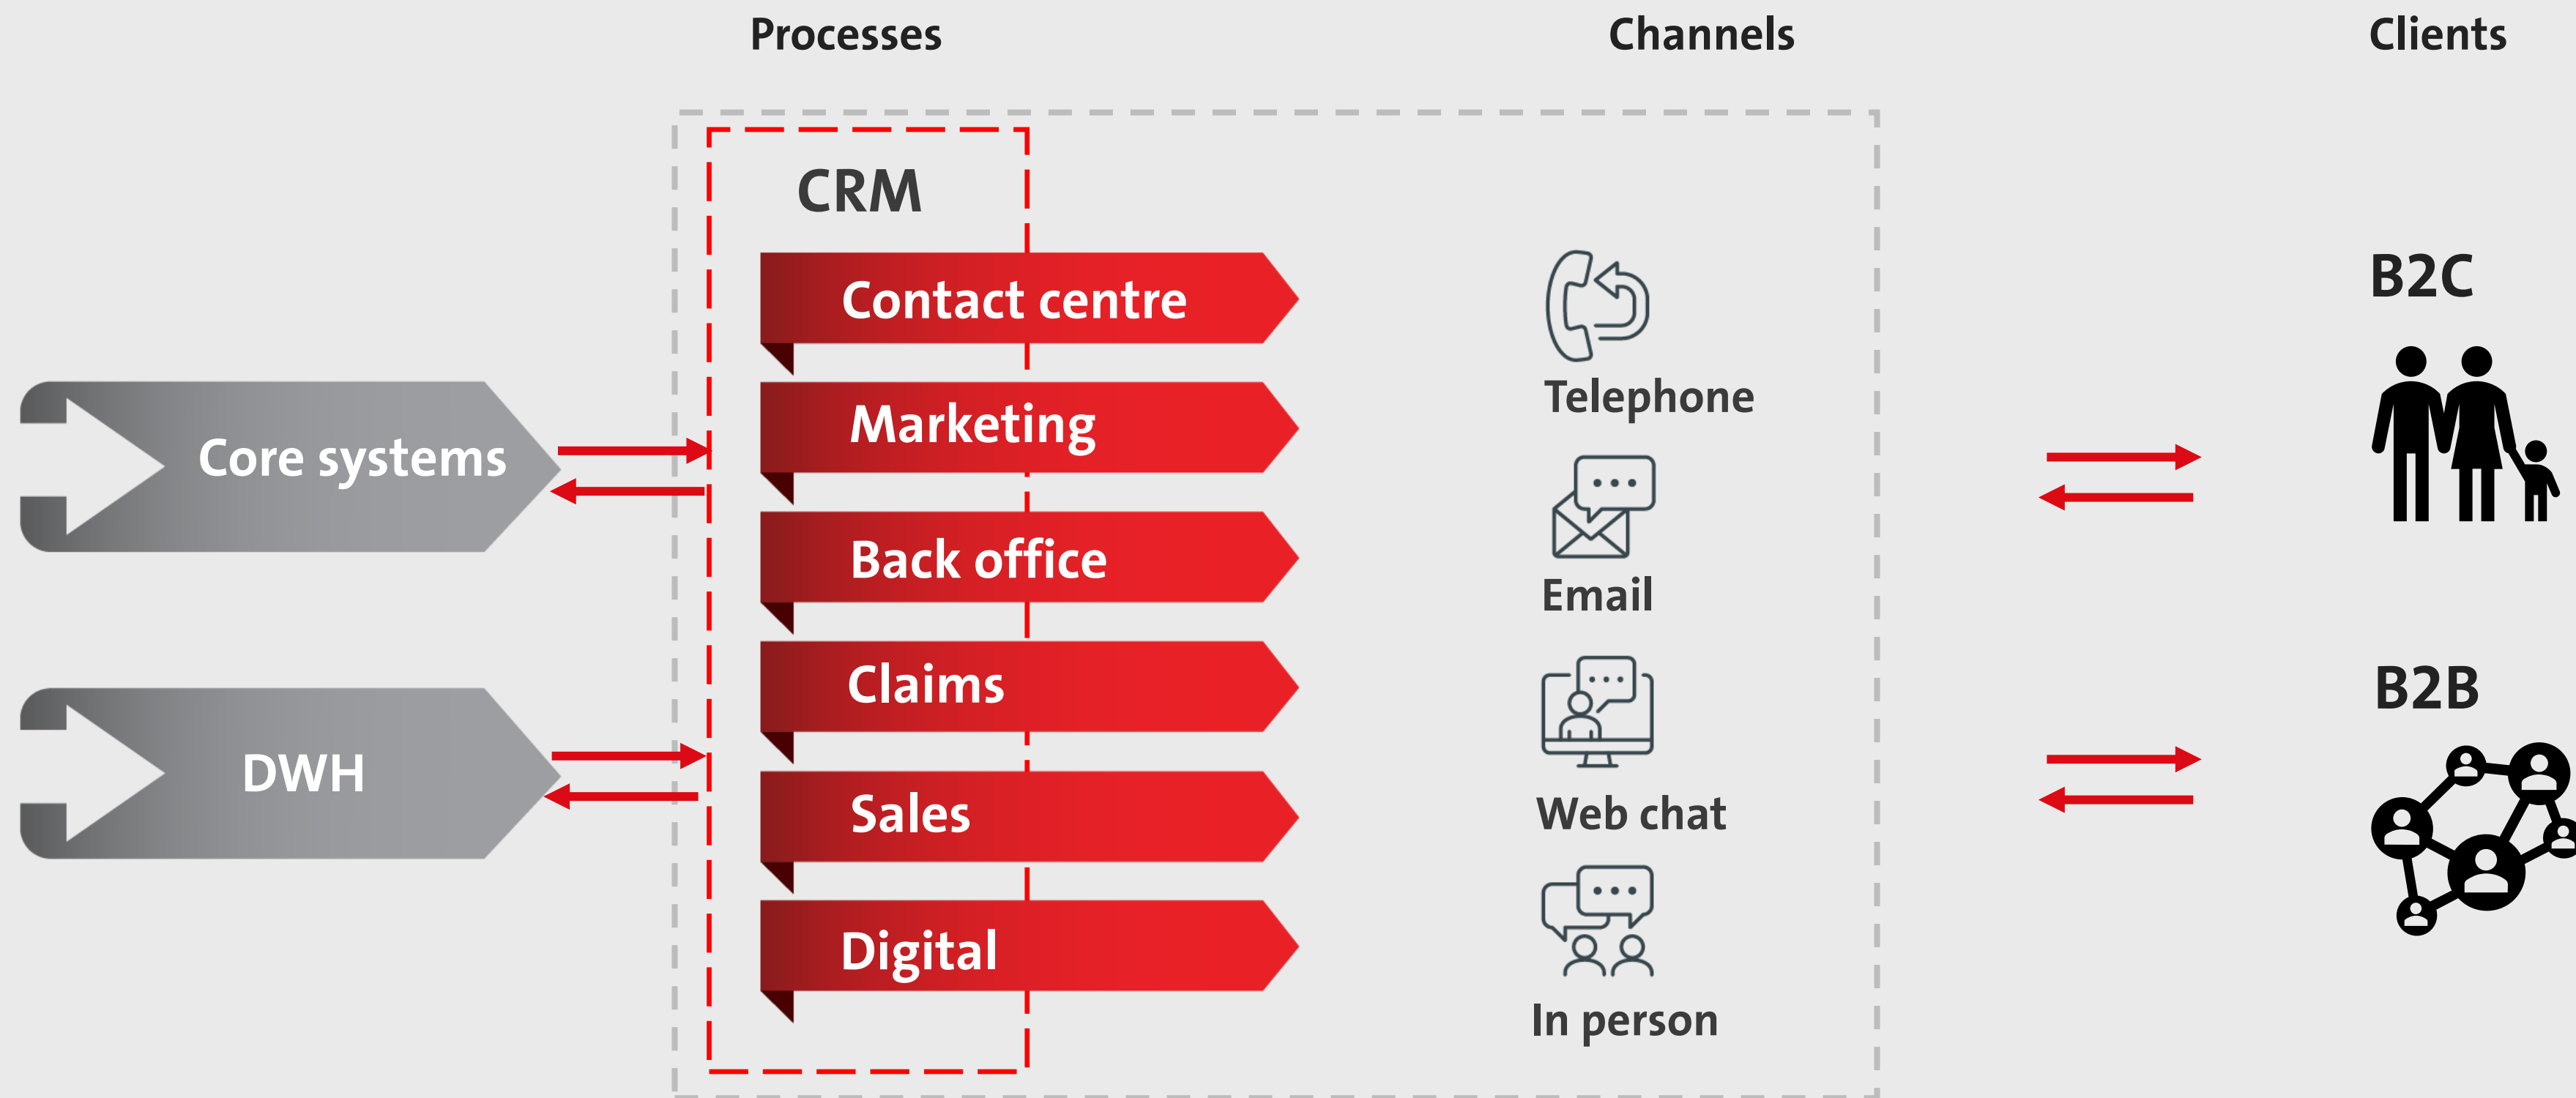 Processes
Channels
Clients
CRM
Contact centre
Marketing
Back office
Claims
Sales
Digital
Core systems
DWH
Telephone
Email
Web chat
In person
B2C
B2B